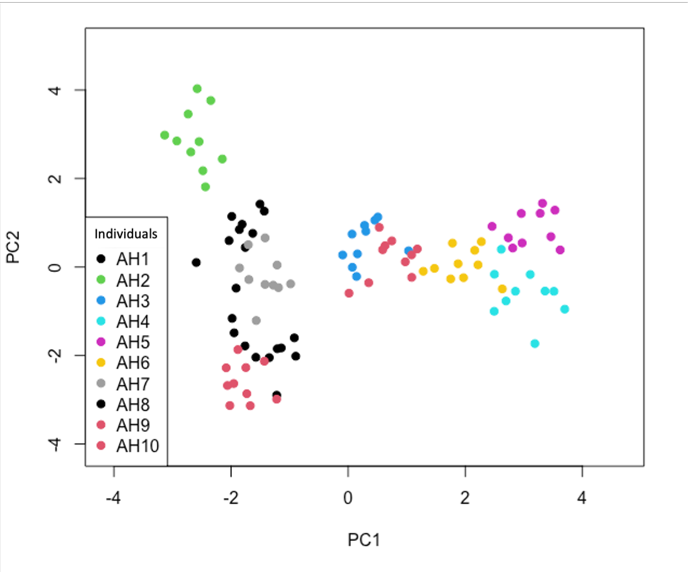 4
2
0
-2
-4
PC2
Individuals
AH1
AH2
AH3
AH4
AH5
AH6
AH7
AH8
AH9
AH10
-4 -2 0 2 4
PC1